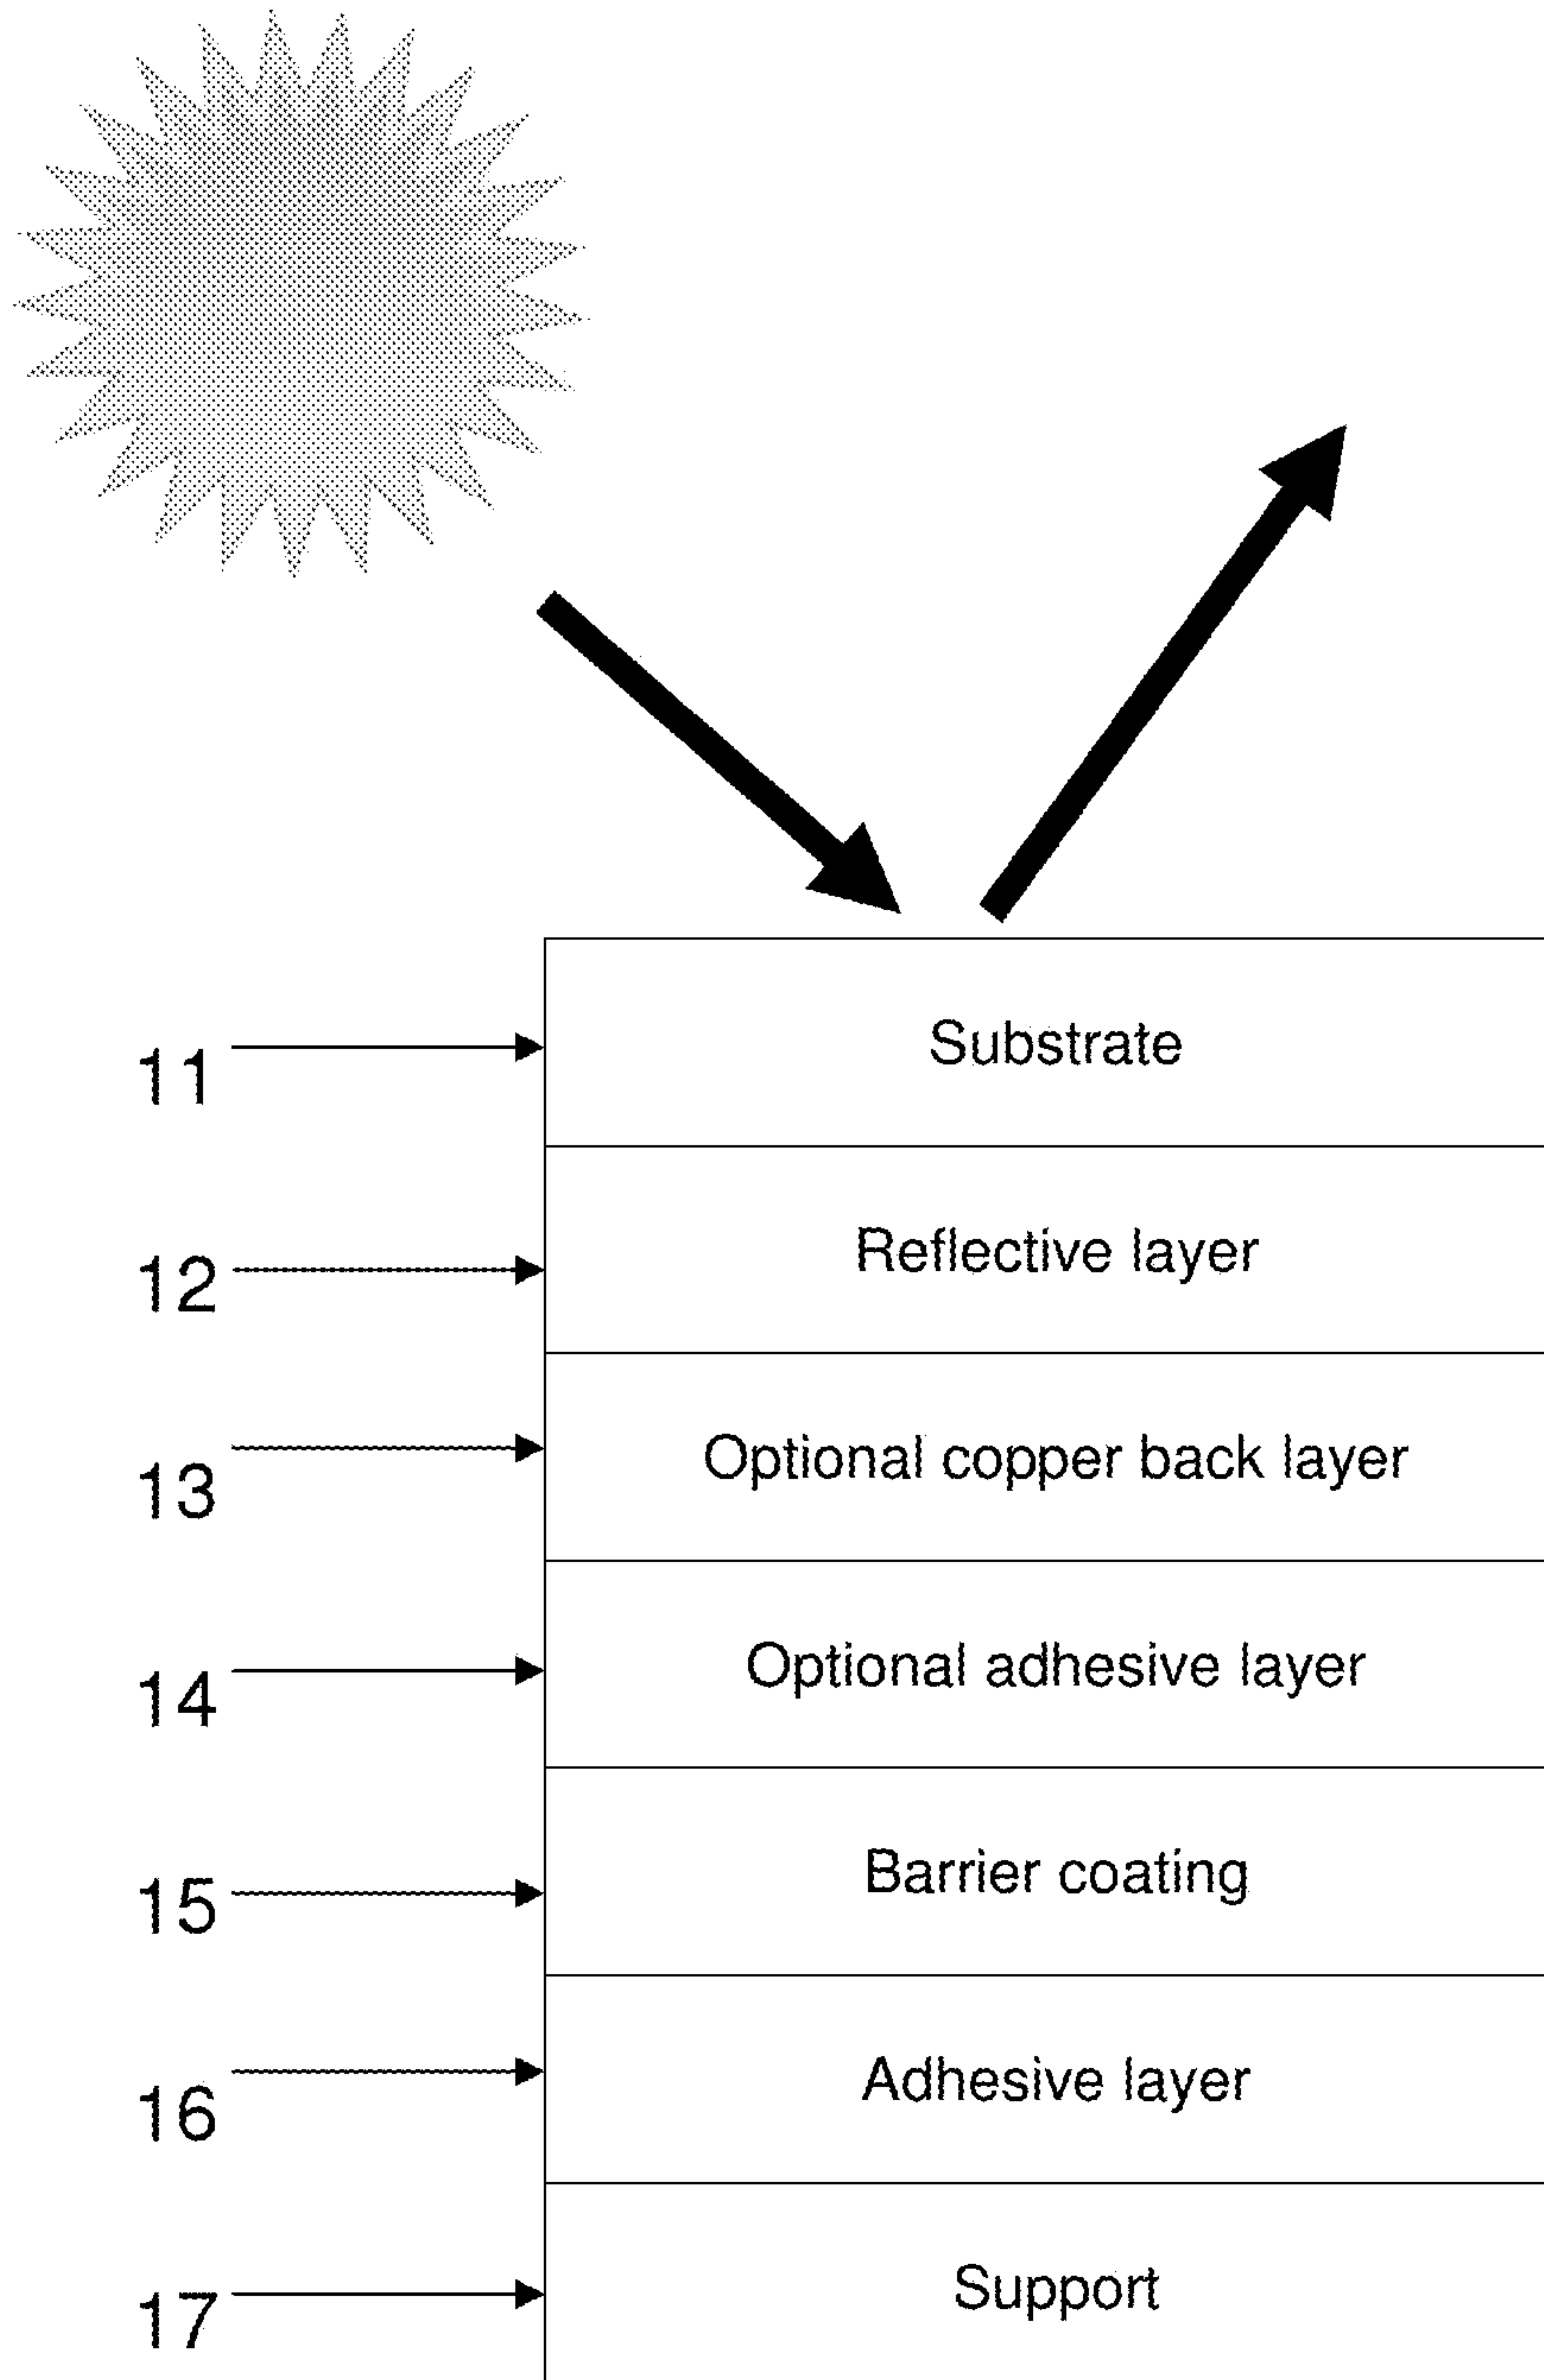 11 Substrate
12 Reflective layer
13 Optional copper back layer
14 Optional adhesive layer
15 Barrier coating
16 Adhesive layer
17 Support